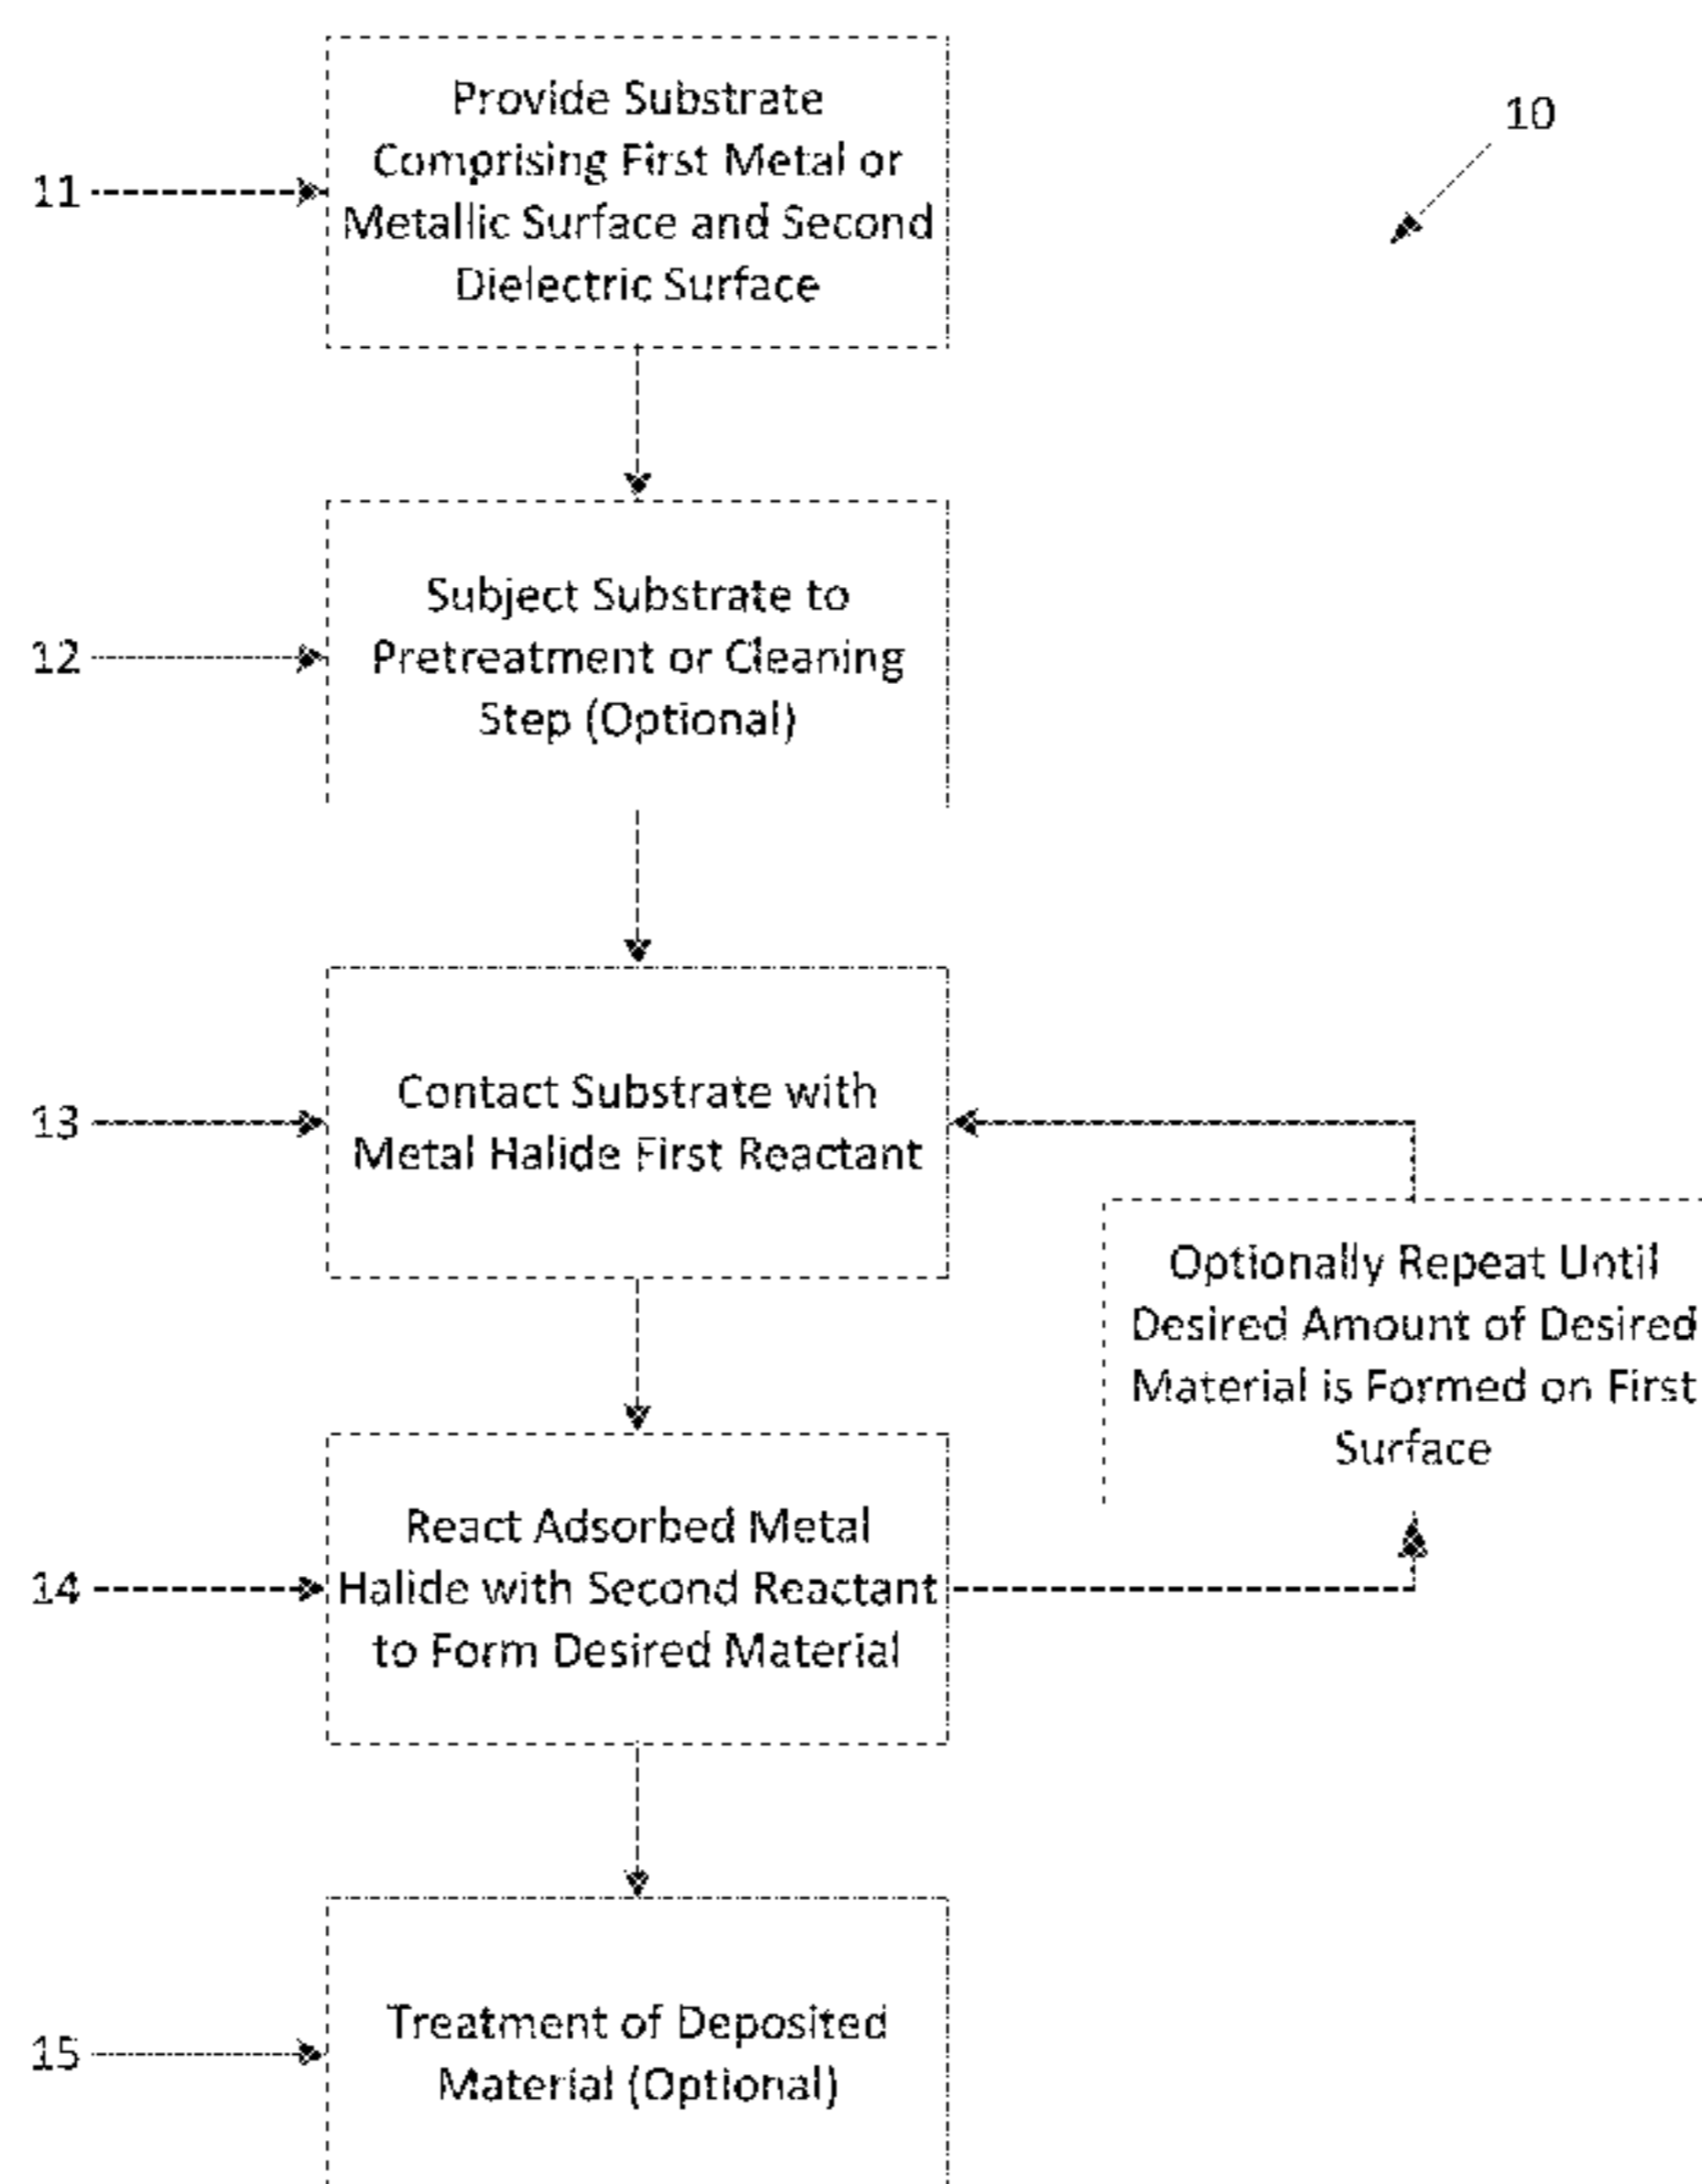 10
Provide Substrate
Comprising First Metal or
Metallic Surface and Second
Dielectric Surface
11
Subject Substrate to
Pretreatment or Cleaning
Step (Optional)
12
Contact Substrate with
Metal Halide First Reactant
13
Optionally Repeat Until
Desired Amount of Desired
Material is Formed on First
Surface
React Adsorbed Metal
Halide with Second Reactant
to Form Desired Material
14
Treatment of Deposited
Material (Optional)
15